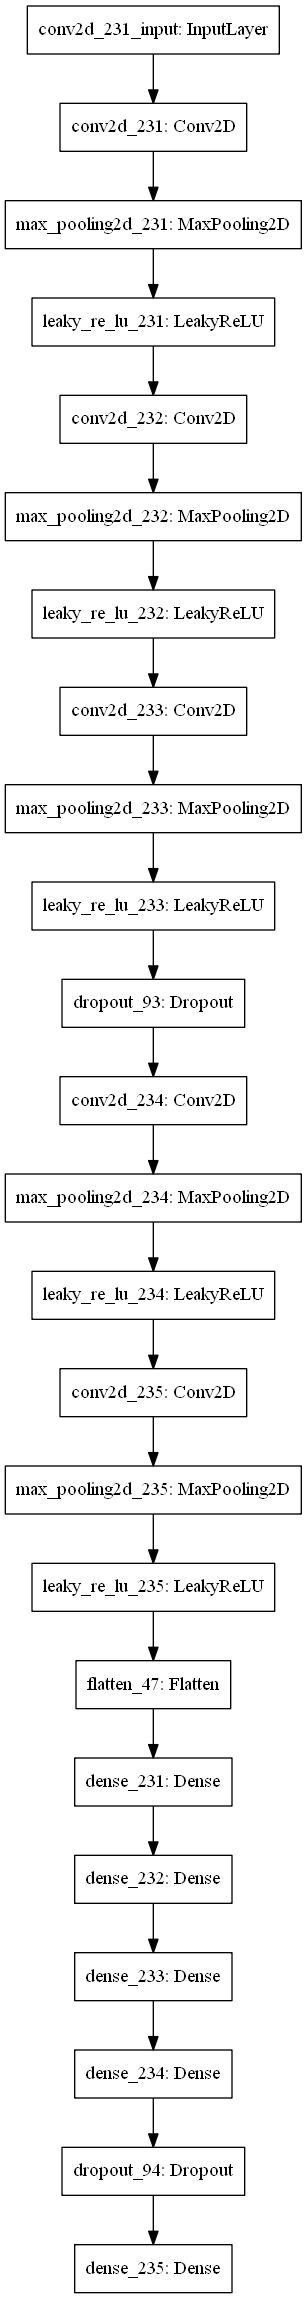 conv2d_231_input: InputLayer
conv2d_231: Conv2D
max_pooling2d_231: MaxPooling2D
leaky_re_lu_231: LeakyReLU
conv2d_232: Conv2D
max_pooling2d_232: MaxPooling2D
leaky_re_lu_232: LeakyReLU
conv2d_233: Conv2D
max_pooling2d_233: MaxPooling2D
leaky_re_lu_233: LeakyReLU
dropout_93: Dropout
conv2d_234: Conv2D
max_pooling2d_234: MaxPooling2D
leaky_re_lu_234: LeakyReLU
conv2d_235: Conv2D
max_pooling2d_235: MaxPooling2D
leaky_re_lu_235: LeakyReLU
flatten_47: Flatten
dense_231: Dense
dense_232: Dense
dense_233: Dense
dense_234: Dense
dropout_94: Dropout
dense_235: Dense